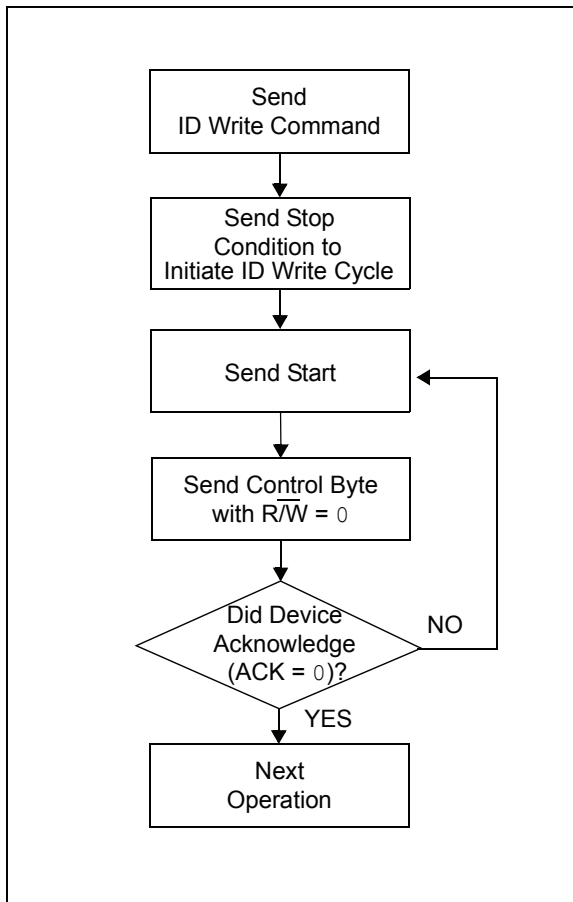 Send
ID Write Command
Send Stop
Condition to
Initiate ID Write Cycle
Send Start
Send Control Byte
with R/W̅ = 0
Did Device
Acknowledge
(ACK = 0)?
NO
YES
Next
Operation